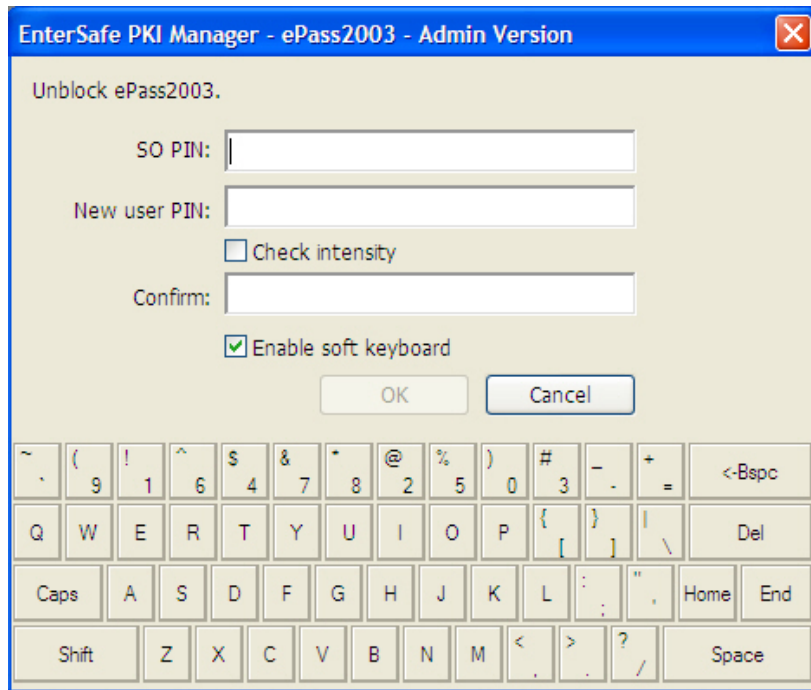 EnterSafe PKI Manager - ePass2003 - Admin Version
Unblock ePass2003.
SO PIN:
New user PIN:
Check intensity
Confirm:
Enable soft keyboard
OK Cancel
~ ` ( 9 ! 1 ^ 6 $ 4 & 7 * 8 @ 2 % 5 ) 0 # 3 _ - + = <-Bspc
Q W E R T Y U I O P { [ } ] | \ Del
Caps A S D F G H J K L : ; " ' Home End
Shift Z X C V B N M < , > . ? / Space